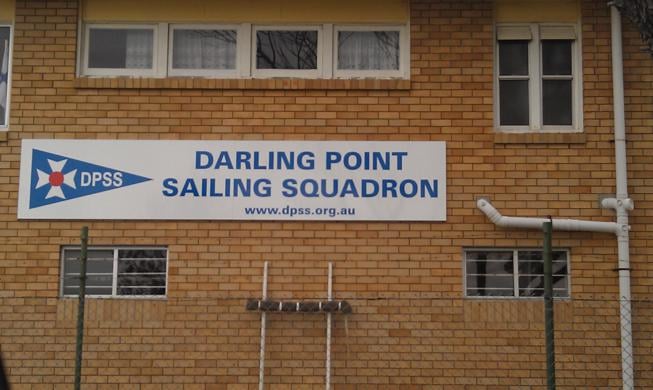 DPSS
DARLING POINT
SAILING SQUADRON
www.dpss.org.au